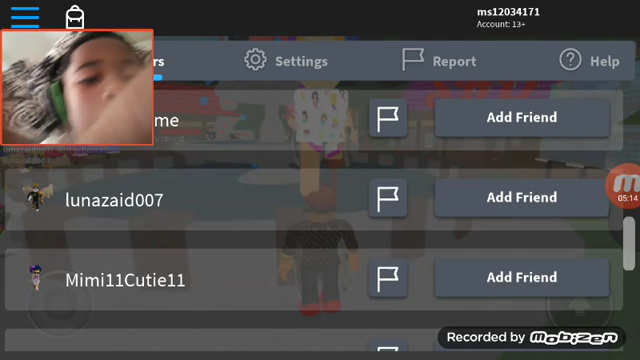 ms12034171
Account: 13+
rs
Settings
Report
Help
me
Add Friend
lunazaid007
Add Friend
Mimi11Cutie11
Add Friend
05:14
Recorded by mobizen